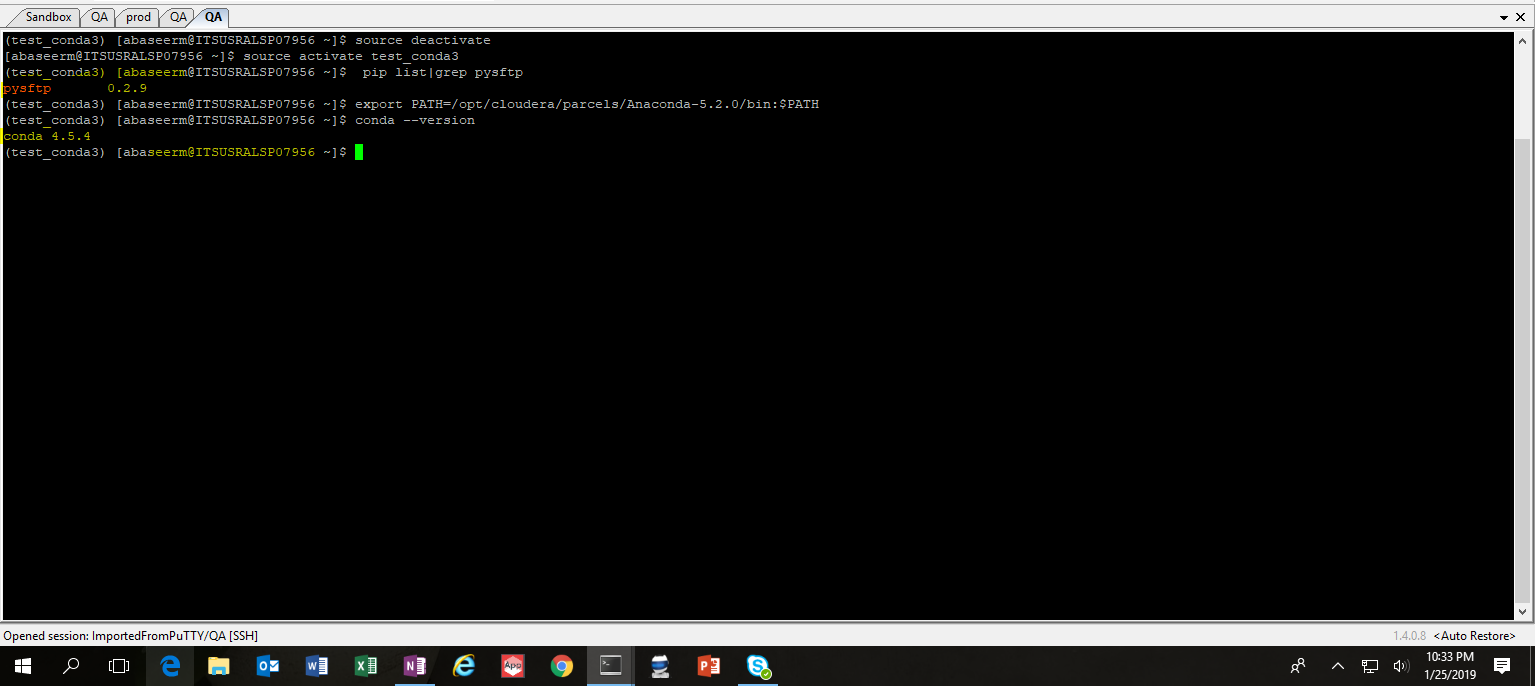 Sandbox QA prod QA QA
(test_conda3) [abaseerm@ITSUSRALSP07956 ~]$ source deactivate
[abaseerm@ITSUSRALSP07956 ~]$ source activate test_conda3
(test_conda3) [abaseerm@ITSUSRALSP07956 ~]$  pip list|grep pysftp
pysftp       0.2.9
(test_conda3) [abaseerm@ITSUSRALSP07956 ~]$ export PATH=/opt/cloudera/parcels/Anaconda-5.2.0/bin:$PATH
(test_conda3) [abaseerm@ITSUSRALSP07956 ~]$ conda --version
conda 4.5.4
(test_conda3) [abaseerm@ITSUSRALSP07956 ~]$
Opened session: ImportedFromPuTTY/QA [SSH] 1.4.0.8 <Auto Restore>
App
10:33 PM
1/25/2019